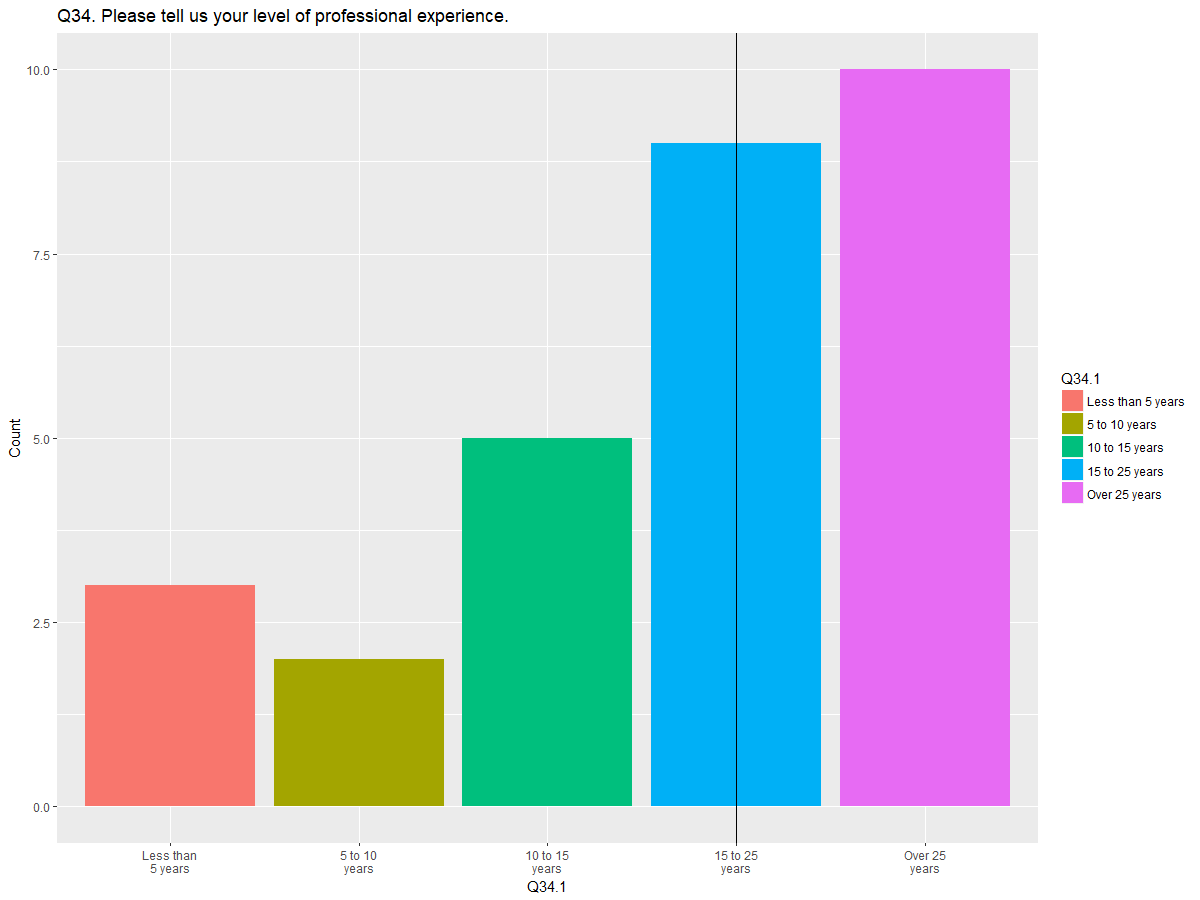 Q34. Please tell us your level of professional experience.
10.0
7.5
5.0
2.5
0.0
Count
Less than
5 years
5 to 10
years
10 to 15
years
15 to 25
years
Over 25
years
Q34.1
Q34.1
Less than 5 years
5 to 10 years
10 to 15 years
15 to 25 years
Over 25 years